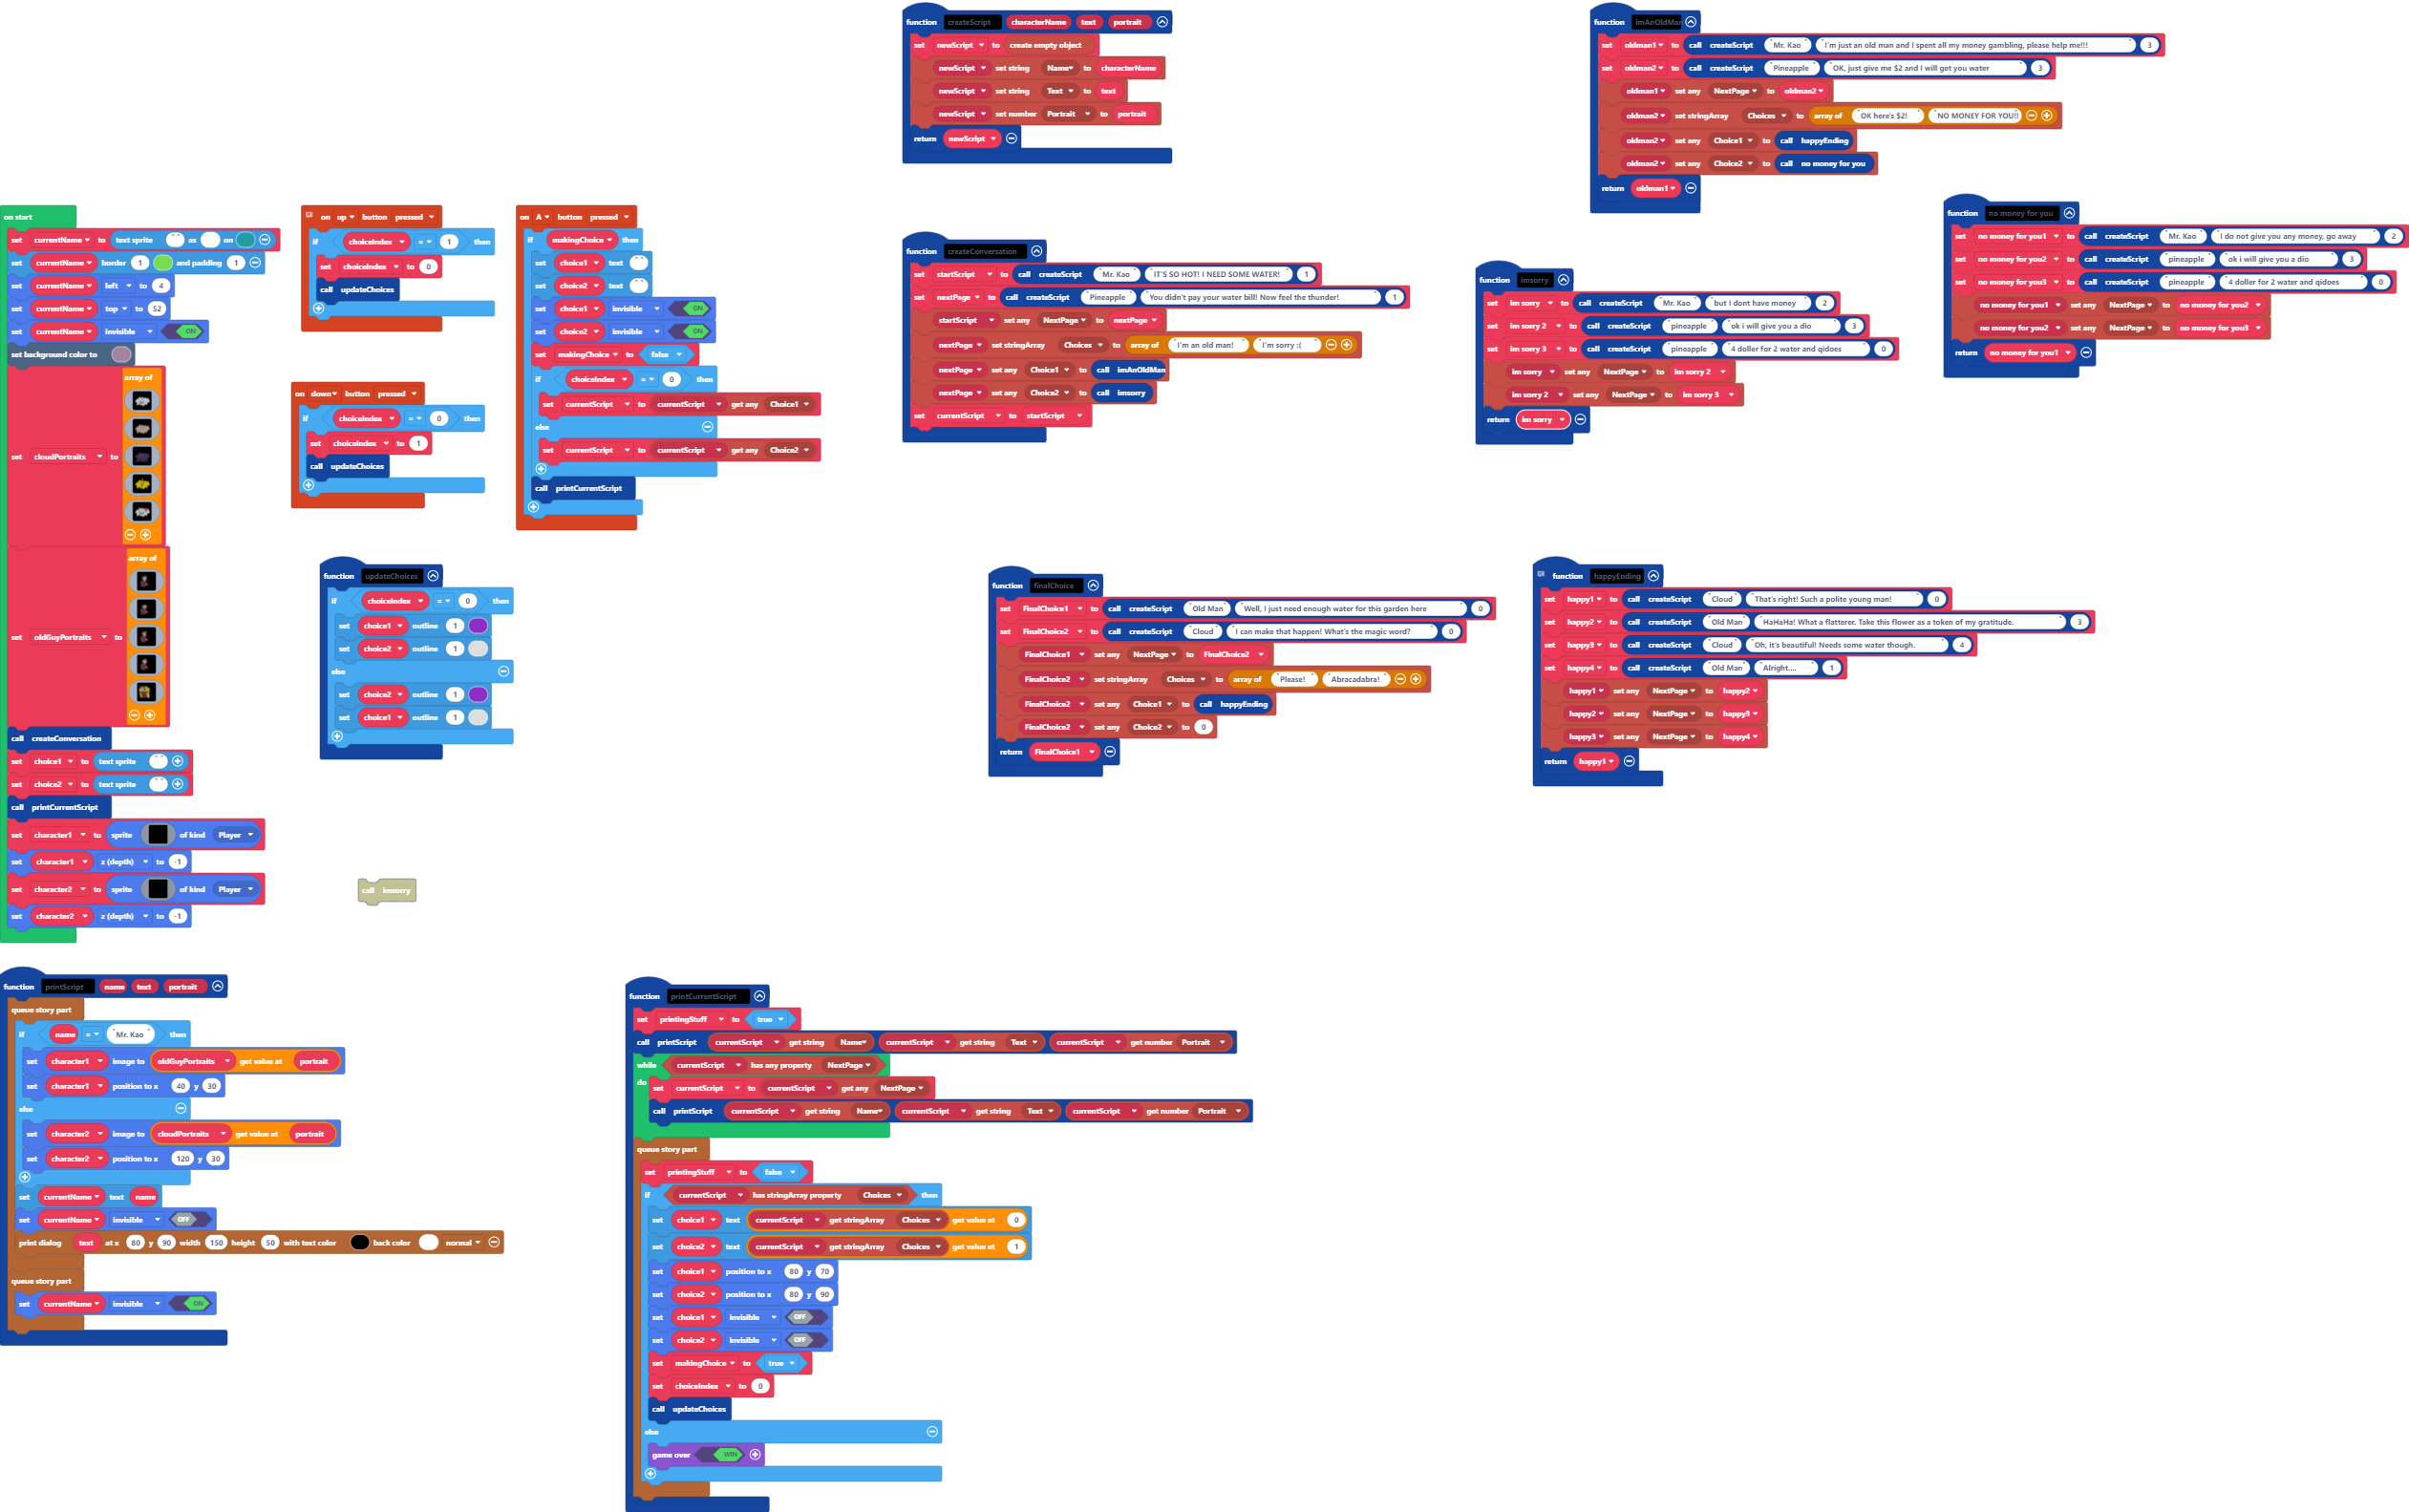 function createScript characterName text portrait
set newScript to create empty object
newScript set string Name to characterName
newScript set string Text to text
newScript set number Portrait to portrait
return newScript
function imAnOldMan
set oldman1 to call createScript "Mr. Kao" "I'm just an old man and I spent all my money gambling, please help me!!!" 3
set oldman2 to call createScript "Pineapple" "OK, just give me $2 and I will get you water" 3
oldman1 set any NextPage to oldman2
oldman2 set stringArray Choices to array of "OK here's $2!" "NO MONEY FOR YOU!!"
oldman2 set any Choice1 to call happyEnding
oldman2 set any Choice2 to call no money for you
return oldman1
on start
set currentName to text sprite " " as on
set currentName border 1 and padding 1
set currentName left to 4
set currentName top to 52
set currentName invisible ON
set background color to
set cloudPortraits to array of
set oldGuyPortraits to array of
call createConversation
set choice1 to text sprite " "
set choice2 to text sprite " "
call printCurrentScript
set character1 to sprite of kind Player
set character1 z (depth) to -1
set character2 to sprite of kind Player
set character2 z (depth) to -1
on up button pressed
if choiceIndex = 1 then
set choiceIndex to 0
call updateChoices
on down button pressed
if choiceIndex = 0 then
set choiceIndex to 1
call updateChoices
on A button pressed
if makingChoice then
set choice1 text " "
set choice2 text " "
set choice1 invisible ON
set choice2 invisible ON
set makingChoice to false
if choiceIndex = 0 then
set currentScript to currentScript get any Choice1
else
set currentScript to currentScript get any Choice2
call printCurrentScript
function createConversation
set startScript to call createScript "Mr. Kao" "IT'S SO HOT! I NEED SOME WATER!" 1
set nextPage to call createScript "Pineapple" "You didn't pay your water bill! Now feel the thunder!" 1
startScript set any NextPage to nextPage
nextPage set stringArray Choices to array of "I'm an old man!" "I'm sorry :("
nextPage set any Choice1 to call imAnOldMan
nextPage set any Choice2 to call imsorry
set currentScript to startScript
function imsorry
set im sorry to call createScript "Mr. Kao" "but I dont have money" 2
set im sorry 2 to call createScript "pineapple" "ok i will give you a dio" 3
set im sorry 3 to call createScript "pineapple" "4 doller for 2 water and qidoes" 0
im sorry set any NextPage to im sorry 2
im sorry 2 set any NextPage to im sorry 3
return im sorry
function no money for you
set no money for you1 to call createScript "Mr. Kao" "I do not give you any money, go away" 2
set no money for you2 to call createScript "pineapple" "ok i will give you a dio" 3
set no money for you3 to call createScript "pineapple" "4 doller for 2 water and qidoes" 0
no money for you1 set any NextPage to no money for you2
no money for you2 set any NextPage to no money for you3
return no money for you1
function updateChoices
if choiceIndex = 0 then
set choice1 outline 1
set choice2 outline 1
else
set choice2 outline 1
set choice1 outline 1
function finalChoice
set FinalChoice1 to call createScript "Old Man" "Well, I just need enough water for this garden here" 0
set FinalChoice2 to call createScript "Cloud" "I can make that happen! What's the magic word?" 0
FinalChoice1 set any NextPage to FinalChoice2
FinalChoice2 set stringArray Choices to array of "Please!" "Abracadabra!"
FinalChoice2 set any Choice1 to call happyEnding
FinalChoice2 set any Choice2 to 0
return FinalChoice1
function happyEnding
set happy1 to call createScript "Cloud" "That's right! Such a polite young man!" 0
set happy2 to call createScript "Old Man" "HaHaHa! What a flatterer. Take this flower as a token of my gratitude." 3
set happy3 to call createScript "Cloud" "Oh, it's beautiful! Needs some water though." 4
set happy4 to call createScript "Old Man" "Alright...." 1
happy1 set any NextPage to happy2
happy2 set any NextPage to happy3
happy3 set any NextPage to happy4
return happy1
call imsorry
function printScript name text portrait
queue story part
if name = "Mr. Kao" then
set character1 image to oldGuyPortraits get value at portrait
set character1 position to x 40 y 30
else
set character2 image to cloudPortraits get value at portrait
set character2 position to x 120 y 30
set currentName text name
set currentName invisible OFF
print dialog text at x 80 y 90 width 150 height 50 with text color back color normal
queue story part
set currentName invisible ON
function printCurrentScript
set printingStuff to true
call printScript currentScript get string Name currentScript get string Text currentScript get number Portrait
while currentScript has any property NextPage
do set currentScript to currentScript get any NextPage
call printScript currentScript get string Name currentScript get string Text currentScript get number Portrait
queue story part
set printingStuff to false
if currentScript has stringArray property Choices then
set choice1 text currentScript get stringArray Choices get value at 0
set choice2 text currentScript get stringArray Choices get value at 1
set choice1 position to x 80 y 70
set choice2 position to x 80 y 90
set choice1 invisible OFF
set choice2 invisible OFF
set makingChoice to true
set choiceIndex to 0
call updateChoices
else
game over WIN